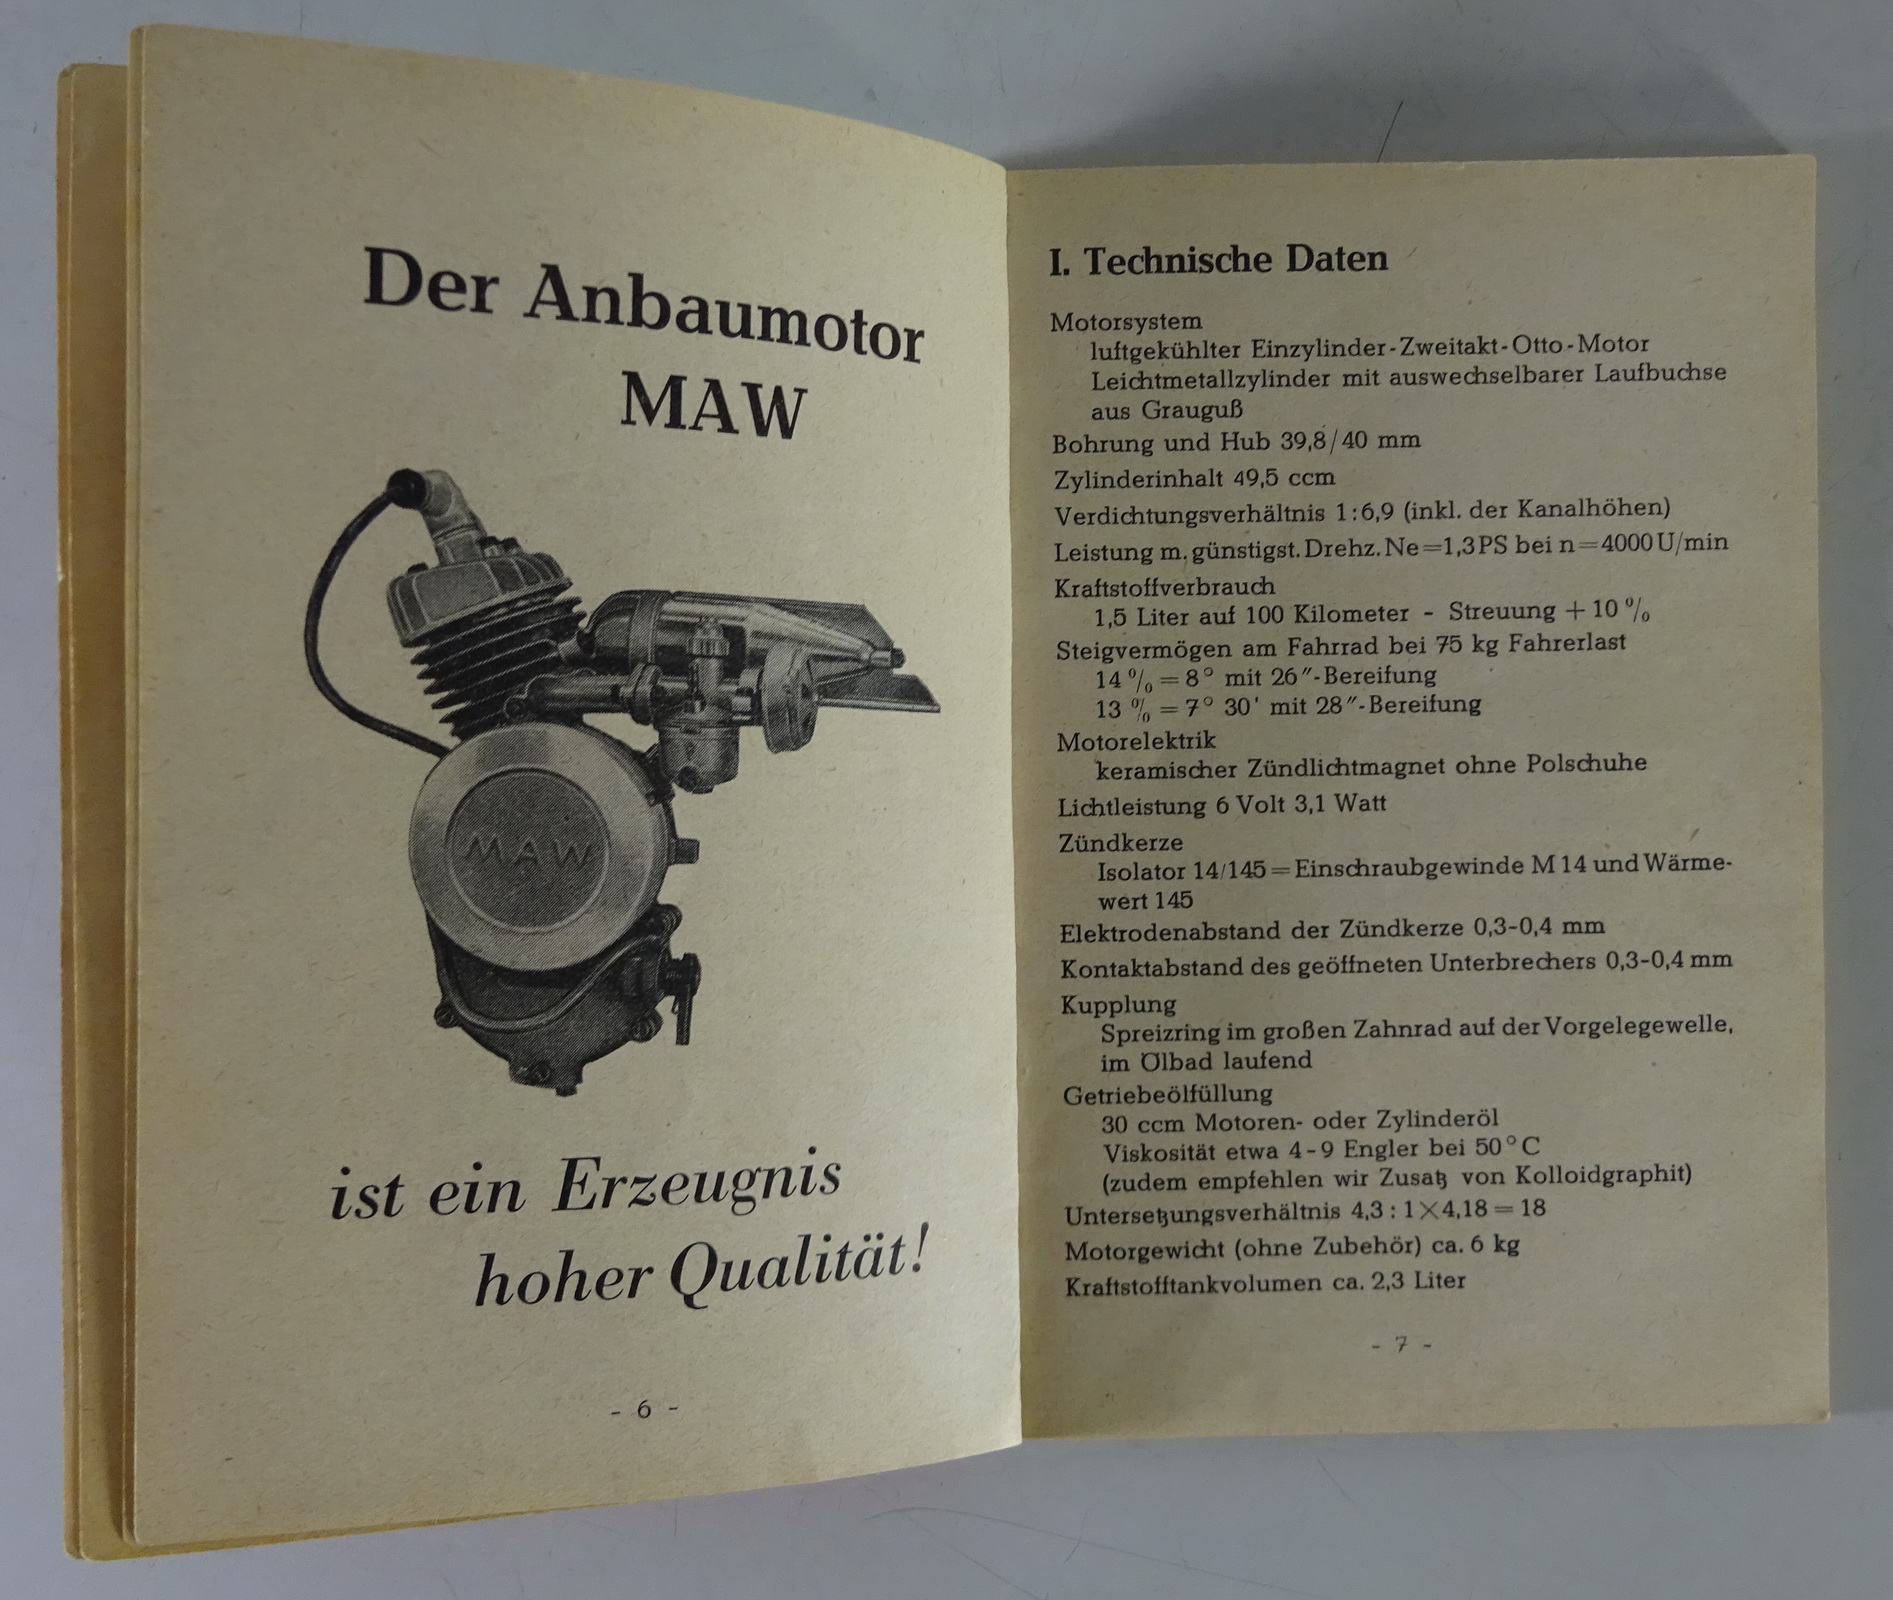 Der Anbaumotor
MAW
MAW
ist ein Erzeugnis
hoher Qualität!
- 6 -
I. Technische Daten
Motorsystem
luftgekühlter Einzylinder-Zweitakt-Otto-Motor
Leichtmetallzylinder mit auswechselbarer Laufbuchse
aus Grauguß
Bohrung und Hub 39,8/40 mm
Zylinderinhalt 49,5 ccm
Verdichtungsverhältnis 1:6,9 (inkl. der Kanalhöhen)
Leistung m. günstigst. Drehz. Ne=1,3 PS bei n=4000 U/min
Kraftstoffverbrauch
1,5 Liter auf 100 Kilometer - Streuung + 10 %
Steigvermögen am Fahrrad bei 75 kg Fahrerlast
14 % = 8° mit 26"-Bereifung
13 % = 7° 30' mit 28"-Bereifung
Motorelektrik
keramischer Zündlichtmagnet ohne Polschuhe
Lichtleistung 6 Volt 3,1 Watt
Zündkerze
Isolator 14/145 = Einschraubgewinde M 14 und Wärme-
wert 145
Elektrodenabstand der Zündkerze 0,3-0,4 mm
Kontaktabstand des geöffneten Unterbrechers 0,3-0,4 mm
Kupplung
Spreizring im großen Zahnrad auf der Vorgelegewelle,
im Ölbad laufend
Getriebeölfüllung
30 ccm Motoren- oder Zylinderöl
Viskosität etwa 4-9 Engler bei 50° C
(zudem empfehlen wir Zusatz von Kolloidgraphit)
Untersetzungsverhältnis 4,3 : 1×4,18 = 18
Motorgewicht (ohne Zubehör) ca. 6 kg
Kraftstofftankvolumen ca. 2,3 Liter
- 7 -